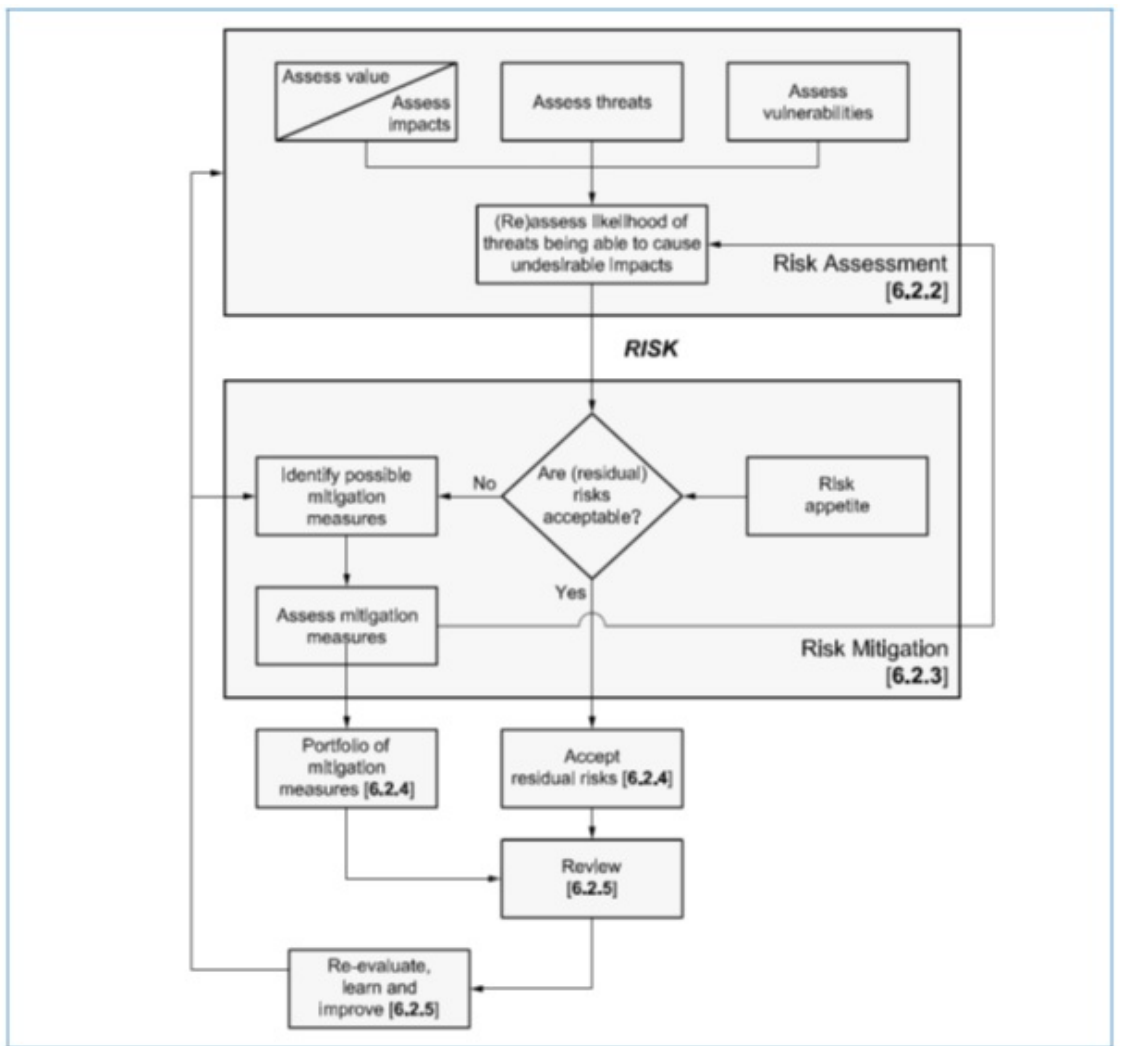 Assess value
Assess
impacts
Assess threats
Assess
vulnerabilities
(Re)assess likelihood of
threats being able to cause
undesirable impacts
Risk Assessment
[6.2.2]
RISK
Identify possible
mitigation
measures
No
Are (residual)
risks
acceptable?
Risk
appetite
Yes
Assess mitigation
measures
Risk Mitigation
[6.2.3]
Portfolio of
mitigation
measures [6.2.4]
Accept
residual risks [6.2.4]
Review
[6.2.5]
Re-evaluate,
learn and
improve [6.2.5]